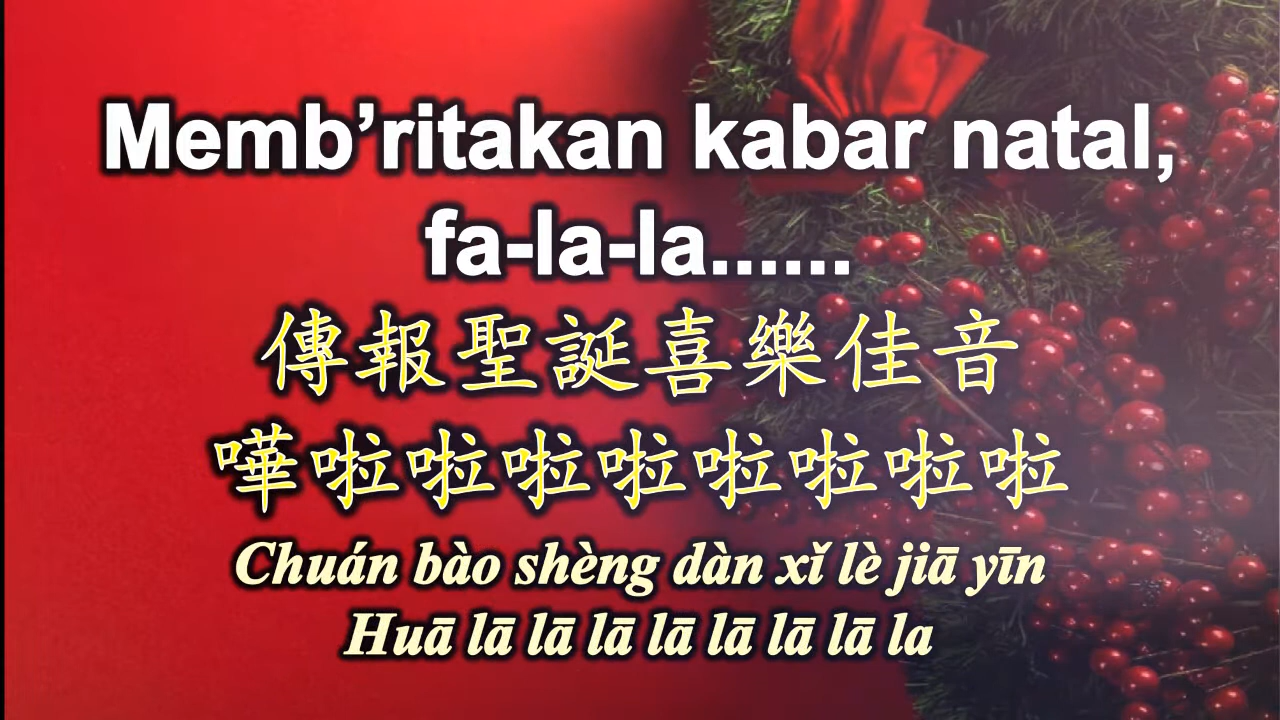 Memb’ritakan kabar natal,
fa-la-la......
傳報聖誕喜樂佳音
嘩啦啦啦啦啦啦啦啦
Chuán bào shèng dàn xǐ lè jiā yīn
Huā lā lā lā lā lā lā lā la